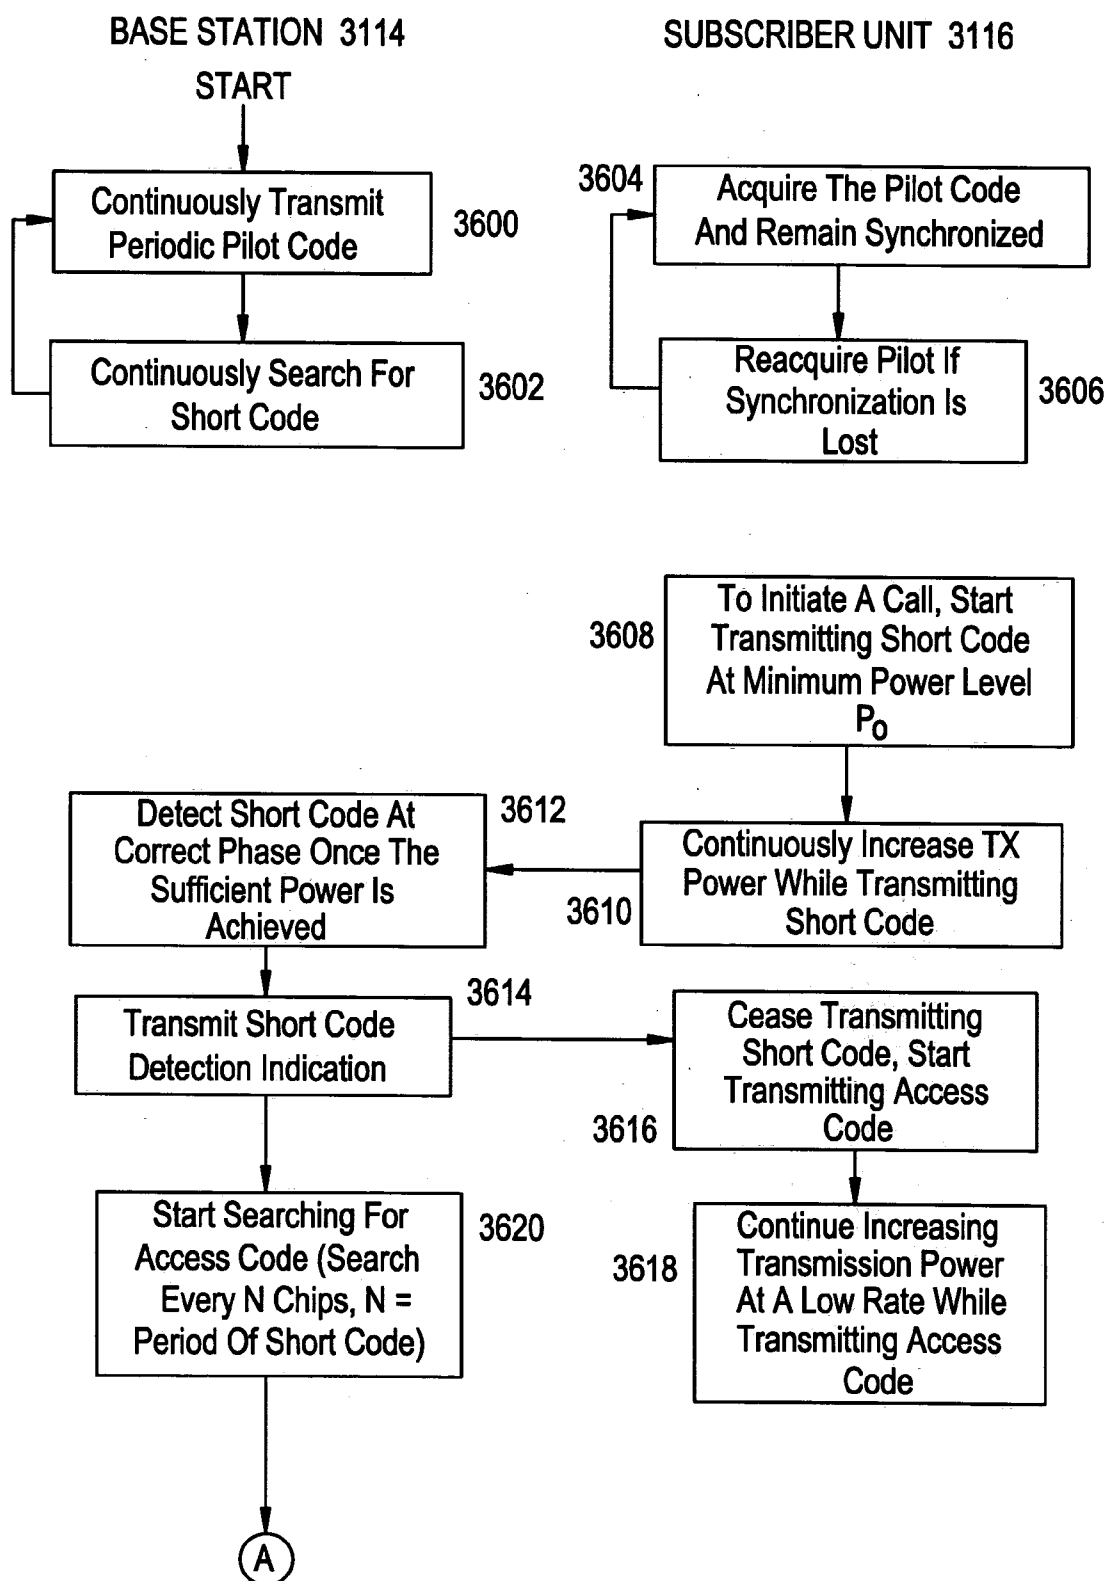 BASE STATION 3114
START
Continuously Transmit
Periodic Pilot Code
3600
Continuously Search For
Short Code
3602
SUBSCRIBER UNIT 3116
3604
Acquire The Pilot Code
And Remain Synchronized
Reacquire Pilot If
Synchronization Is
Lost
3606
3608
To Initiate A Call, Start
Transmitting Short Code
At Minimum Power Level
P0
Continuously Increase TX
Power While Transmitting
Short Code
3610
Detect Short Code At
Correct Phase Once The
Sufficient Power Is
Achieved
3612
Transmit Short Code
Detection Indication
3614
Cease Transmitting
Short Code, Start
Transmitting Access
Code
3616
Continue Increasing
Transmission Power
At A Low Rate While
Transmitting Access
Code
3618
Start Searching For
Access Code (Search
Every N Chips, N =
Period Of Short Code)
3620
A